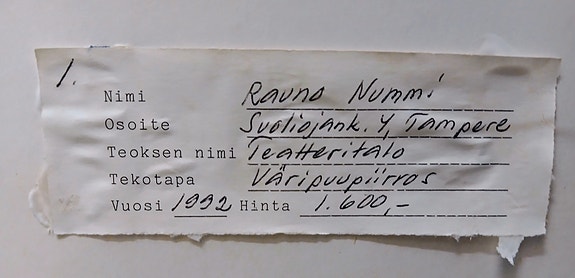 1.
Nimi Rauno Nummi
Osoite Suoliojank. 4, Tampere
Teoksen nimi Teatteritalo
Tekotapa Väripuupiirros
Vuosi 1992 Hinta 1.600,-